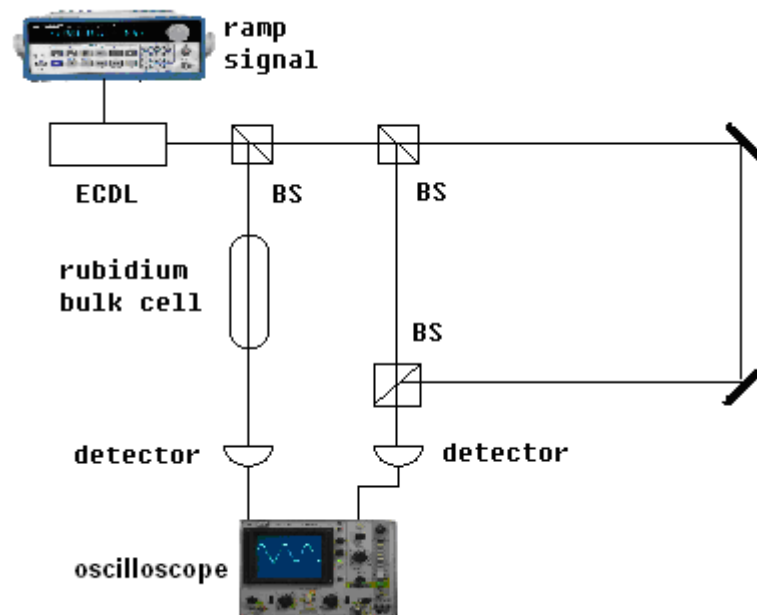 ramp
signal
ECDL
BS
BS
rubidium
bulk cell
BS
detector
detector
oscilloscope